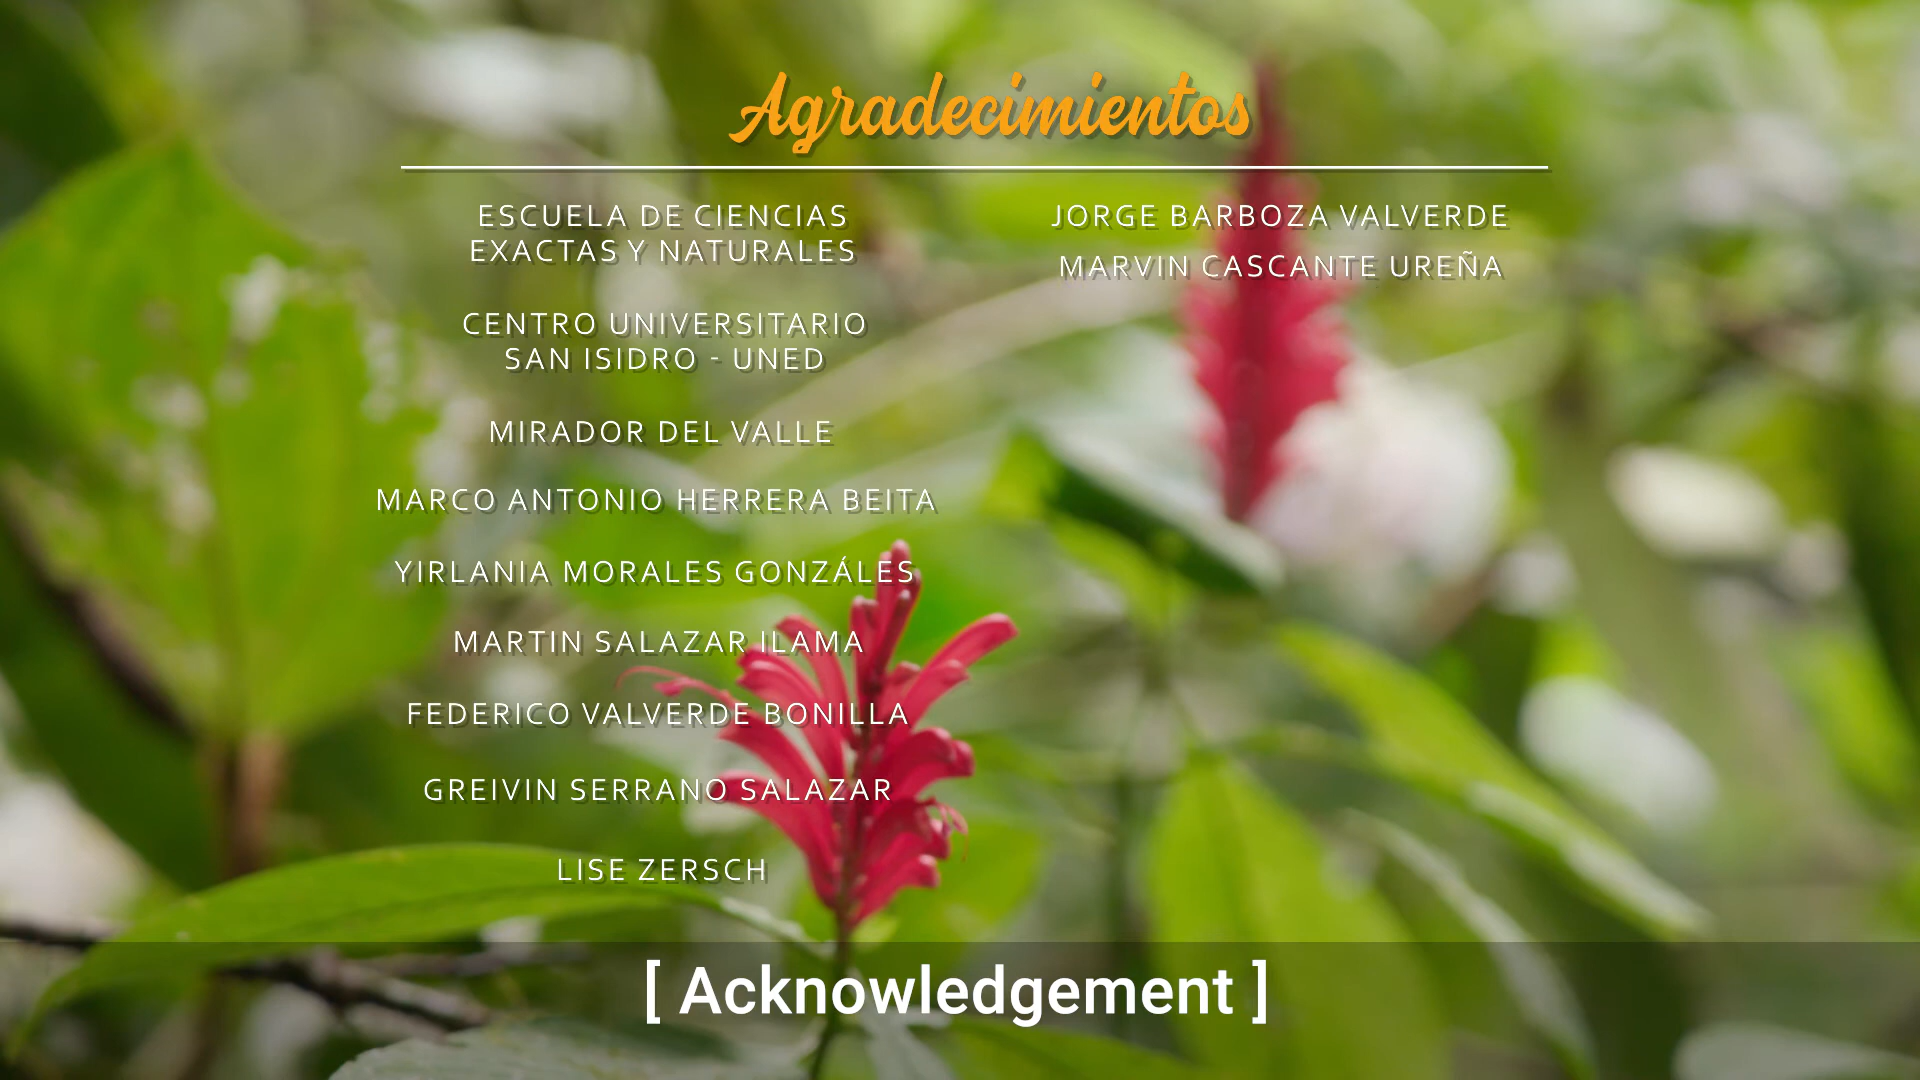 Agradecimientos
ESCUELA DE CIENCIAS
EXACTAS Y NATURALES
CENTRO UNIVERSITARIO
SAN ISIDRO - UNED
MIRADOR DEL VALLE
MARCO ANTONIO HERRERA BEITA
YIRLANIA MORALES GONZÁLES
MARTIN SALAZAR ILAMA
FEDERICO VALVERDE BONILLA
GREIVIN SERRANO SALAZAR
LISE ZERSCH
JORGE BARBOZA VALVERDE
MARVIN CASCANTE UREÑA
[ Acknowledgement ]